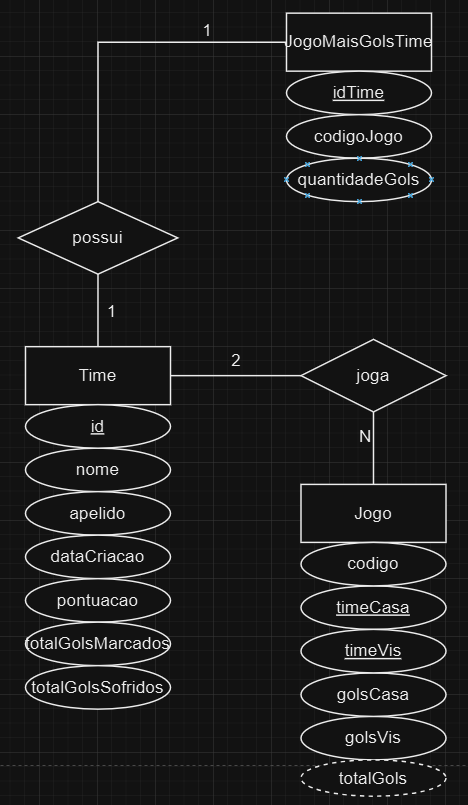 1
JogoMaisGolsTime
idTime
codigoJogo
quantidadeGols
possui
1
Time
2
joga
id
nome
apelido
dataCriacao
pontuacao
totalGolsMarcados
totalGolsSofridos
N
Jogo
codigo
timeCasa
timeVis
golsCasa
golsVis
totalGols